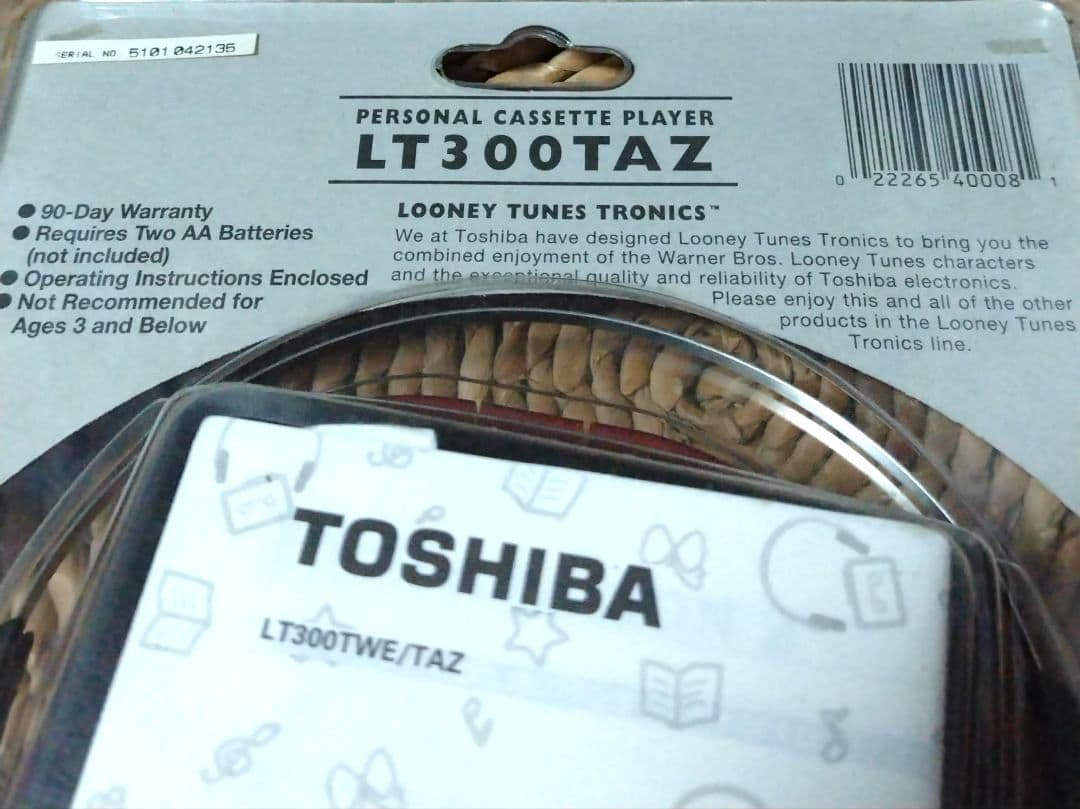 SERIAL NO 5101042135
PERSONAL CASSETTE PLAYER
LT300TAZ
0 22265 40008 1
● 90-Day Warranty
● Requires Two AA Batteries
(not included)
● Operating Instructions Enclosed
● Not Recommended for
Ages 3 and Below
LOONEY TUNES TRONICS™
We at Toshiba have designed Looney Tunes Tronics to bring you the
combined enjoyment of the Warner Bros. Looney Tunes characters
and the exceptional quality and reliability of Toshiba electronics.
Please enjoy this and all of the other
products in the Looney Tunes
Tronics line.
TOSHIBA
LT300TWE/TAZ